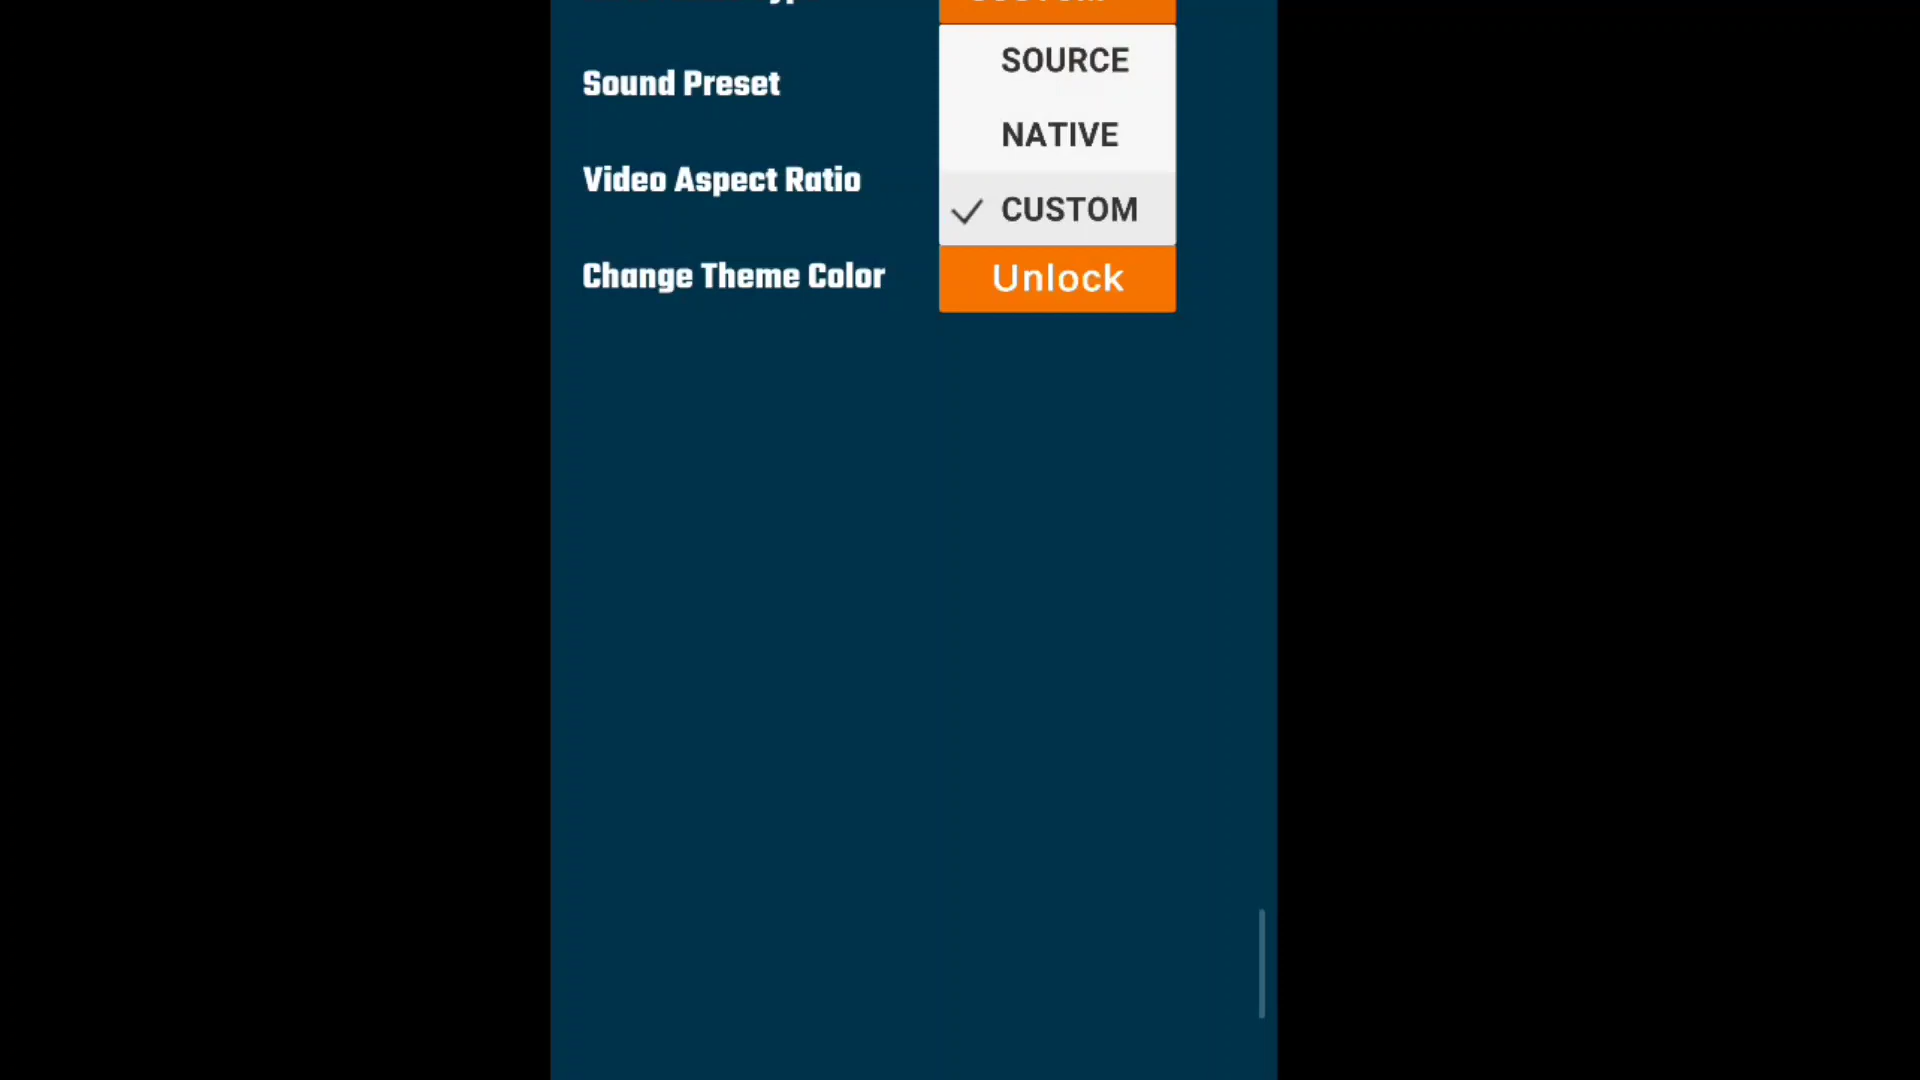 SOURCE
Sound Preset
NATIVE
Video Aspect Ratio
CUSTOM
Change Theme Color
Unlock